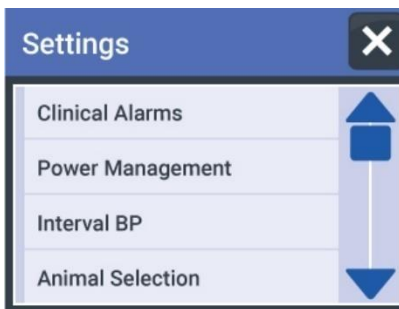 Settings
Clinical Alarms
Power Management
Interval BP
Animal Selection